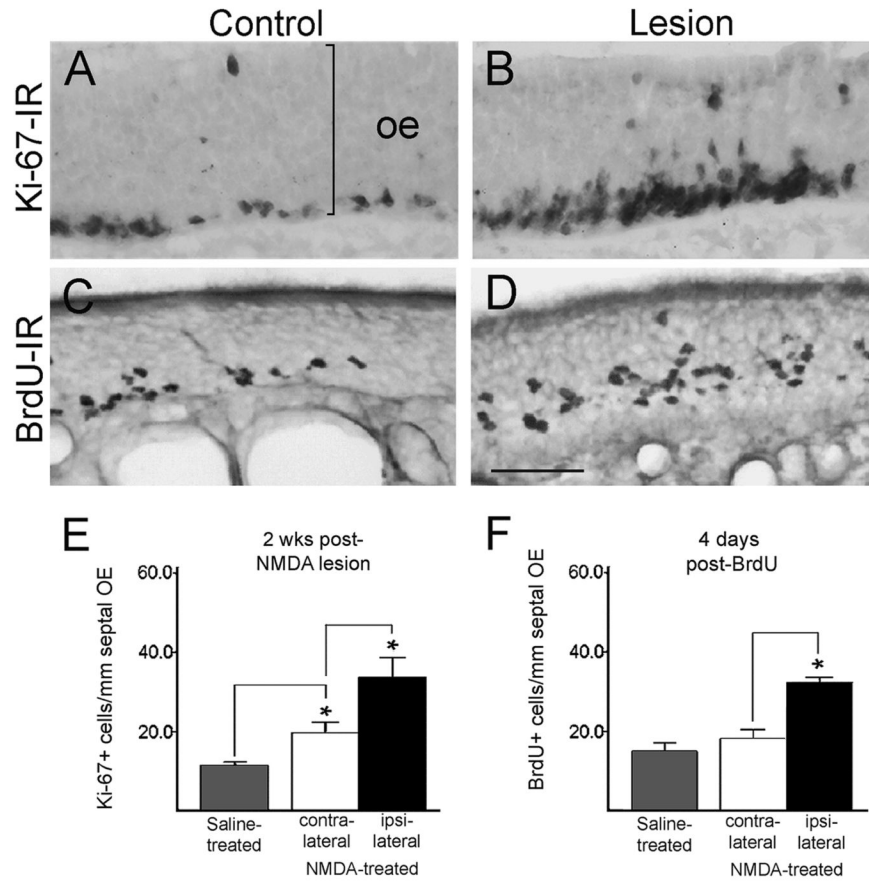 Control
Lesion
Ki-67-IR
A
oe
B
BrdU-IR
C
D
E
2 wks post-
NMDA lesion
Ki-67+ cells/mm septal OE
60.0
40.0
20.0
*
*
Saline-
treated
contra-
lateral
ipsi-
lateral
NMDA-treated
F
4 days
post-BrdU
BrdU+ cells/mm septal OE
60.0
40.0
20.0
*
Saline-
treated
contra-
lateral
ipsi-
lateral
NMDA-treated